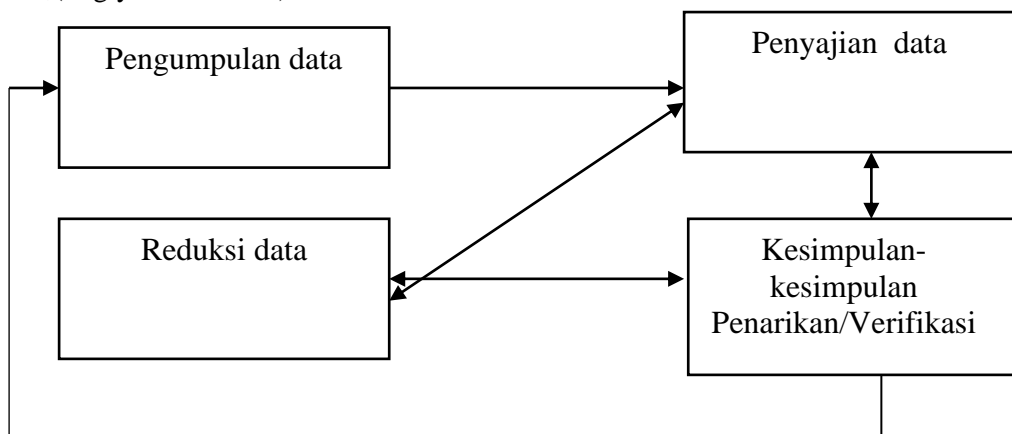 Pengumpulan data
Penyajian data
Reduksi data
Kesimpulan-
kesimpulan
Penarikan/Verifikasi